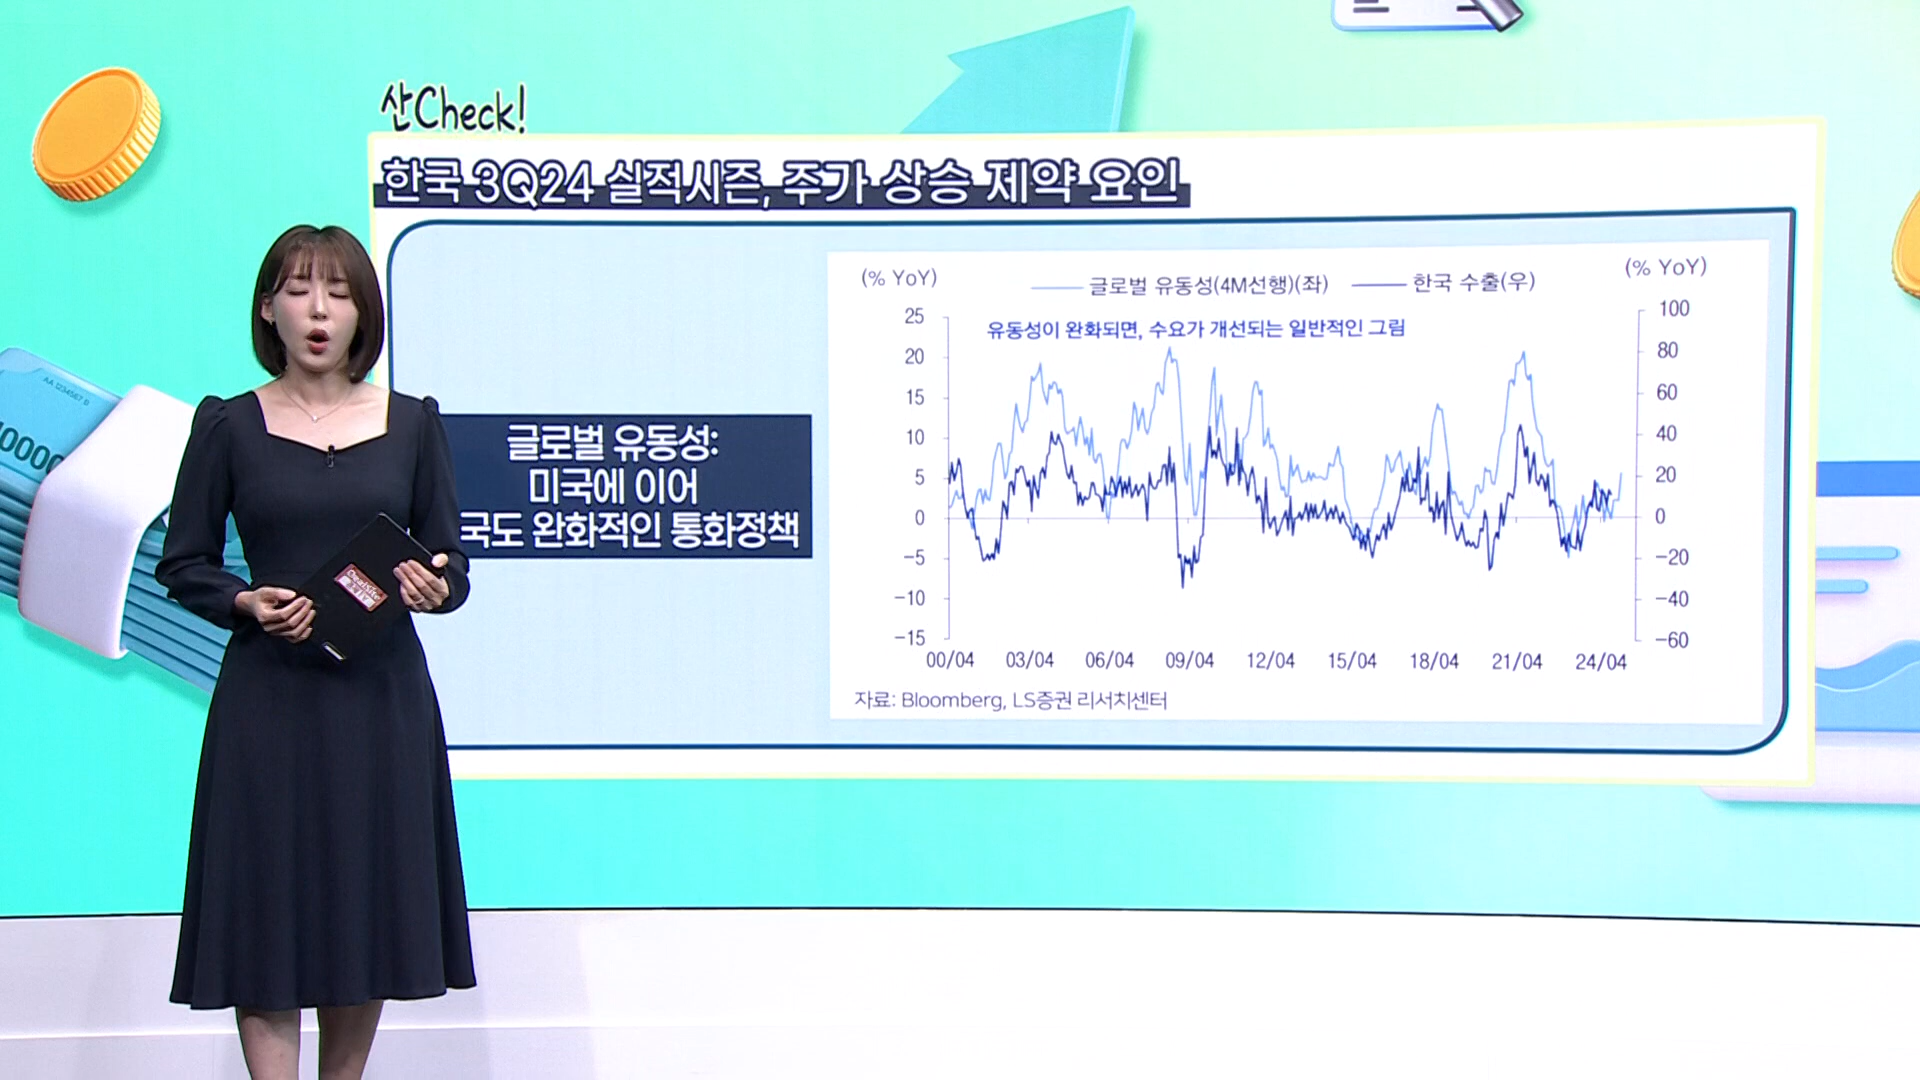 산Check!
한국 3Q24 실적시즌, 주가 상승 제약 요인
글로벌 유동성:
미국에 이어
국도 완화적인 통화정책
(% YoY)
글로벌 유동성(4M선행)(좌)
한국 수출(우)
(% YoY)
유동성이 완화되면, 수요가 개선되는 일반적인 그림
25
20
15
10
5
0
−5
−10
−15
100
80
60
40
20
0
−20
−40
−60
00/04 03/04 06/04 09/04 12/04 15/04 18/04 21/04 24/04
자료: Bloomberg, LS증권 리서치센터
AA 1234567 B
0000